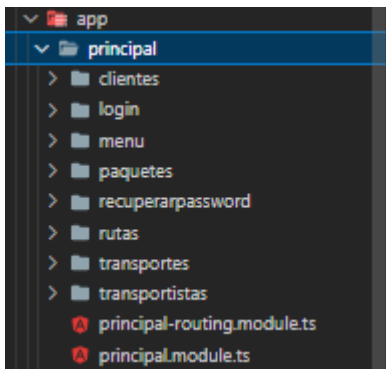 app
principal
clientes
login
menu
paquetes
recuperarpassword
rutas
transportes
transportistas
principal-routing.module.ts
principal.module.ts